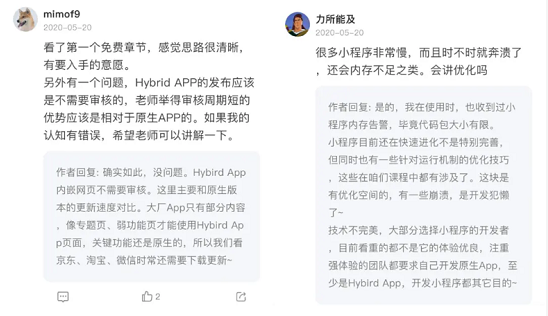 mimof9
2020-05-20
看了第一个免费章节，感觉思路很清晰，
有要入手的意愿。
另外有一个问题，Hybrid APP的发布应该
是不需要审核的，老师举得审核周期短的
优势应该是相对于原生APP的。如果我的
认知有错误，希望老师可以讲解一下。
作者回复: 确实如此，没问题。Hybird App
内嵌网页不需要审核。这里主要和原生版
本的更新速度对比。大厂App只有部分内容
，像专题页、弱功能页才能使用Hybird Ap
p页面，关键功能还是原生的，所以我们看
京东、淘宝、微信时常还需要下载更新~
2
力所能及
2020-05-20
很多小程序非常慢，而且时不时就奔溃了
，还会内存不足之类。会讲优化吗
作者回复: 是的，我在使用时，也收到过小
程序内存告警，毕竟代码包大小有限。
小程序目前还在快速进化不是特别完善，
但同时也有一些针对运行机制的优化技巧
，这些在咱们课程中都有涉及了。这块是
有优化空间的，有一些崩溃，是开发犯懒
了~
技术不完美，大部分选择小程序的开发者
，目前看重的都不是它的体验优良，注重
强体验的团队都要求自己开发原生App，至
少是Hybird App，开发小程序都其它目的~